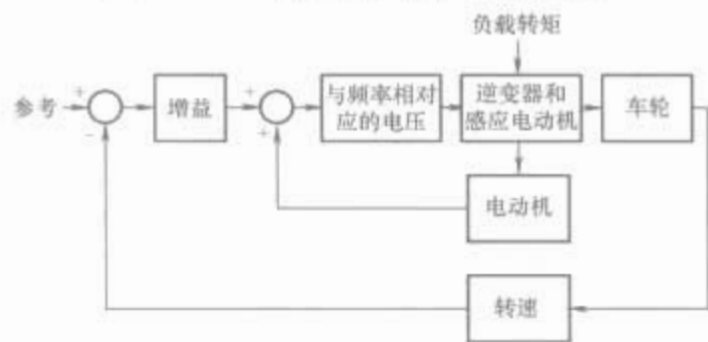 负载转矩
参考
+
-
增益
+
+
与频率相对
应的电压
逆变器和
感应电动机
车轮
电动机
转速